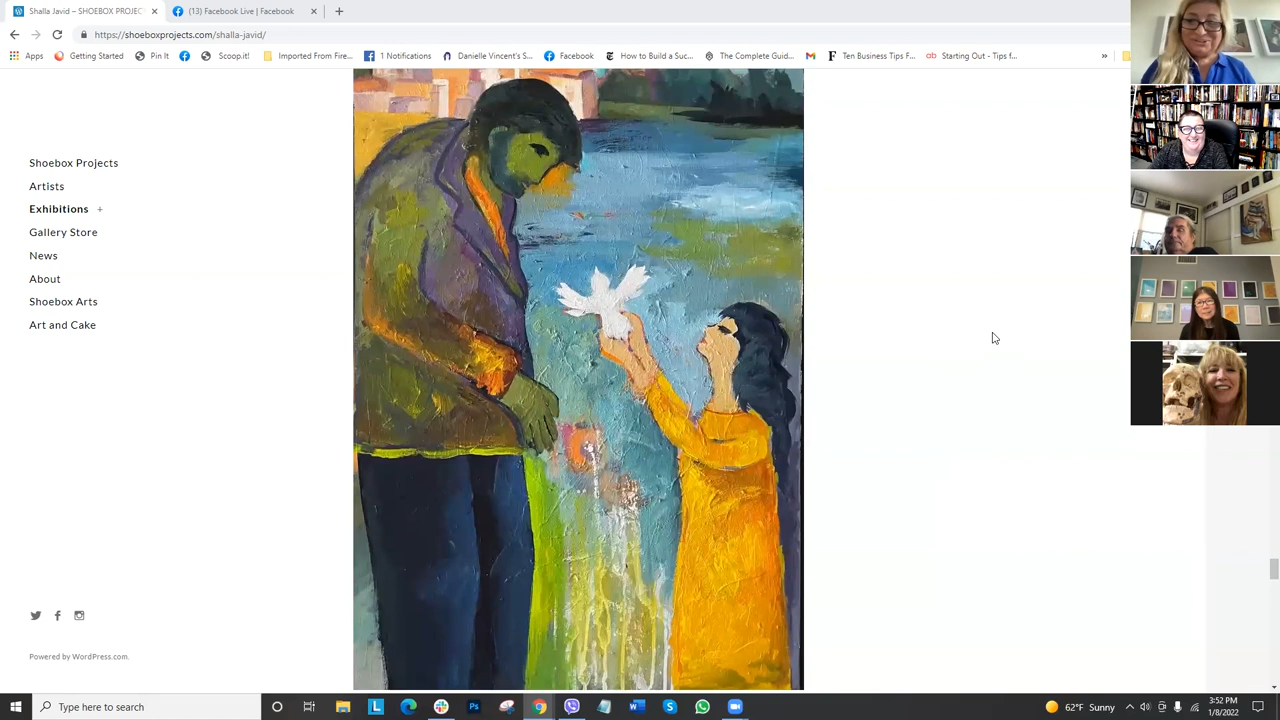 Shalla Javid – SHOEBOX PROJEC
(13) Facebook Live | Facebook
https://shoeboxprojects.com/shalla-javid/
Apps
Getting Started
Pin It
Scoop.it!
Imported From Fire...
1 Notifications
Danielle Vincent's S...
Facebook
How to Build a Suc...
The Complete Guid...
Ten Business Tips F...
Starting Out - Tips f...
»
Shoebox Projects
Artists
Exhibitions +
Gallery Store
News
About
Shoebox Arts
Art and Cake
Powered by WordPress.com.
Type here to search
62°F Sunny
3:52 PM
1/8/2022